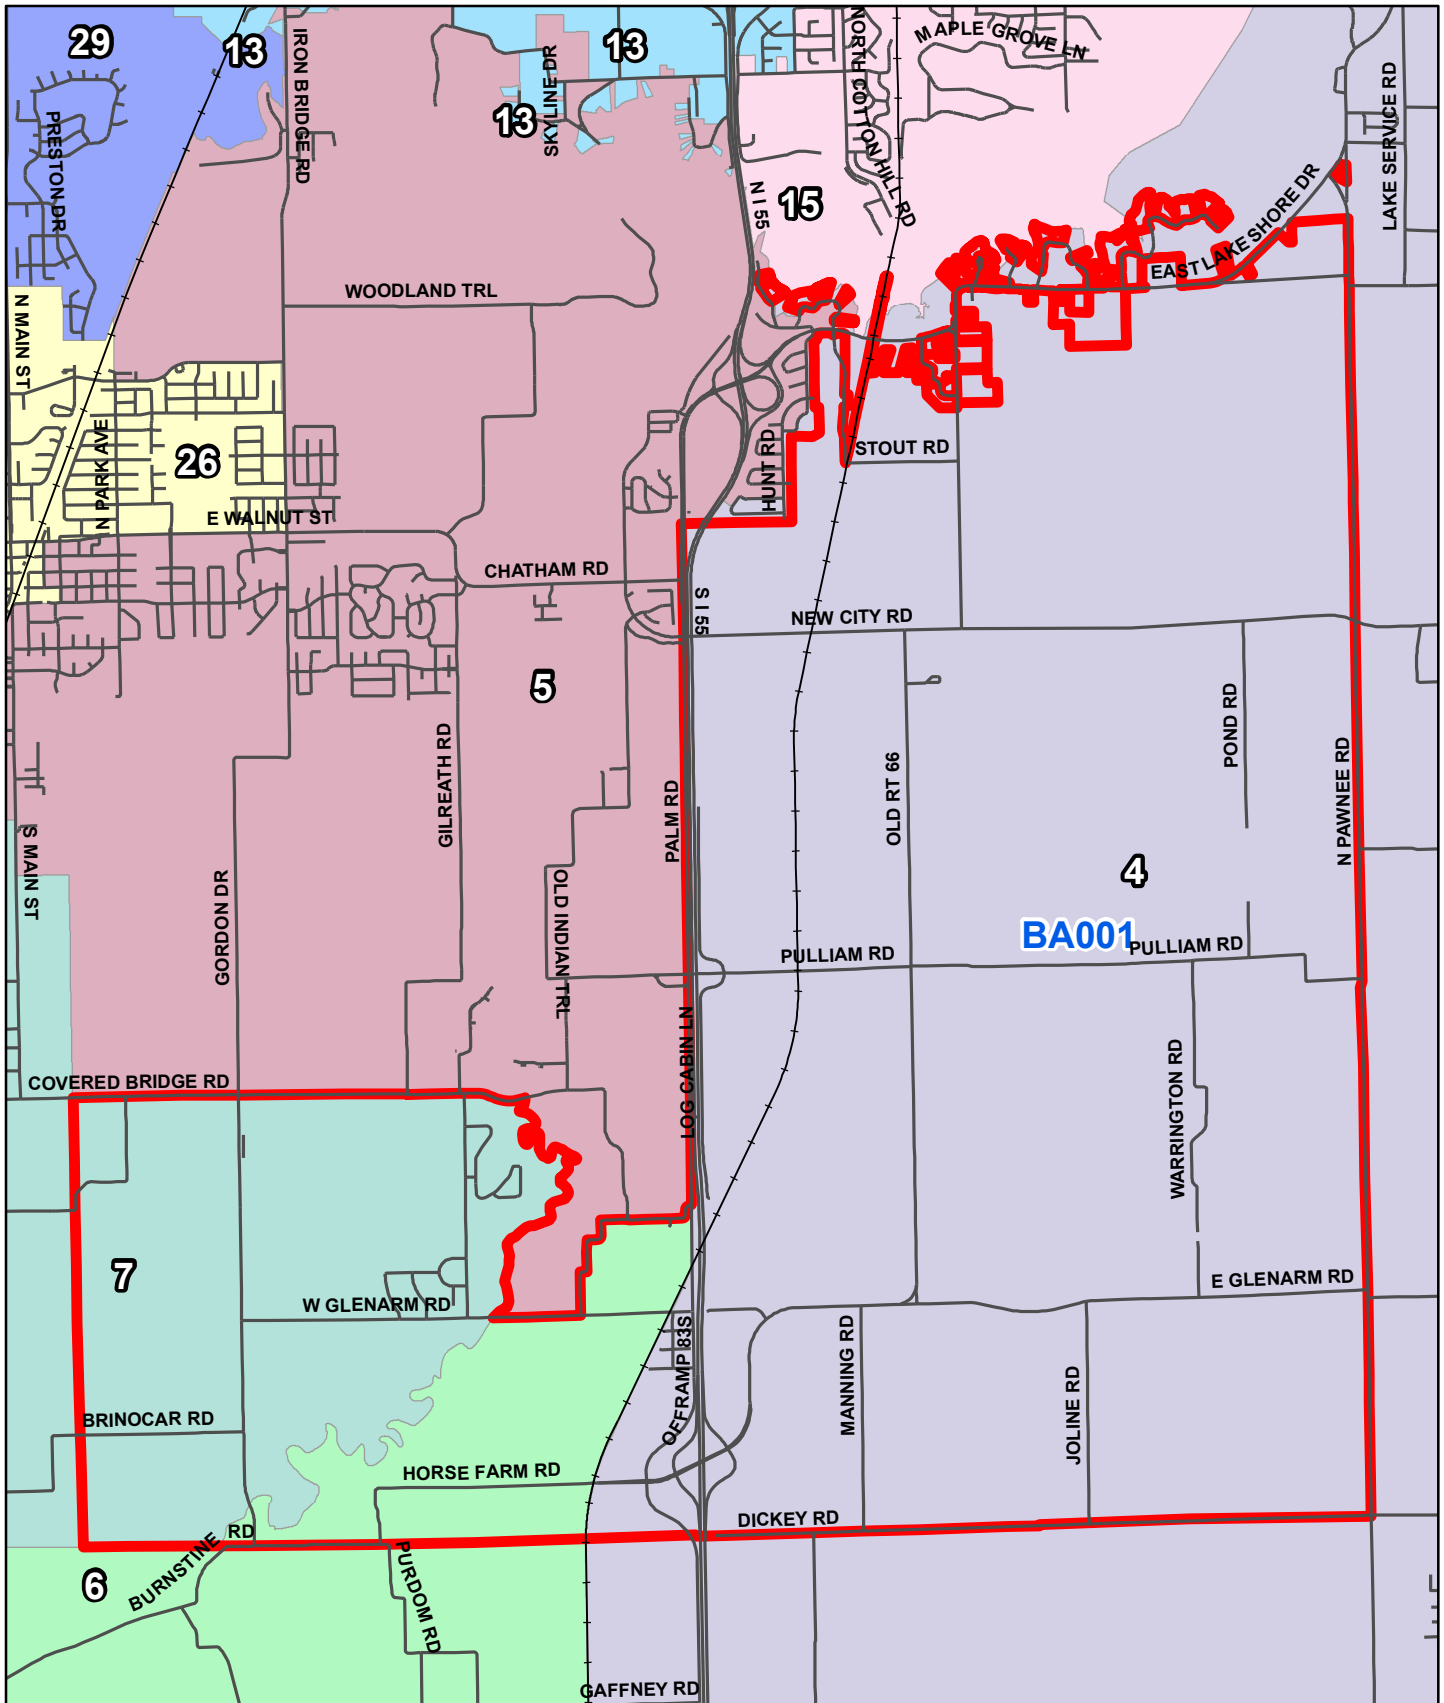 29
13
IRON BRIDGE RD
13
SKYLINE DR
13
NORTH COTTON HILL RD
MAPLE GROVE LN
LAKE SERVICE RD
PRESTON DR
N I 55
15
EAST LAKE SHORE DR
WOODLAND TRL
N MAIN ST
N PARK AVE
26
HUNT RD
STOUT RD
E WALNUT ST
CHATHAM RD
S I 55
NEW CITY RD
5
POND RD
GILREATH RD
PALM RD
OLD RT 66
N PAWNEE RD
S MAIN ST
4
GORDON DR
OLD INDIAN TRL
BA001
PULLIAM RD
PULLIAM RD
LOG CABIN LN
COVERED BRIDGE RD
WARRINGTON RD
7
W GLENARM RD
E GLENARM RD
OFFRAMP 83S
MANNING RD
JOLINE RD
BRINOCAR RD
HORSE FARM RD
DICKEY RD
BURNSTINE RD
6
PURDOM RD
GAFFNEY RD